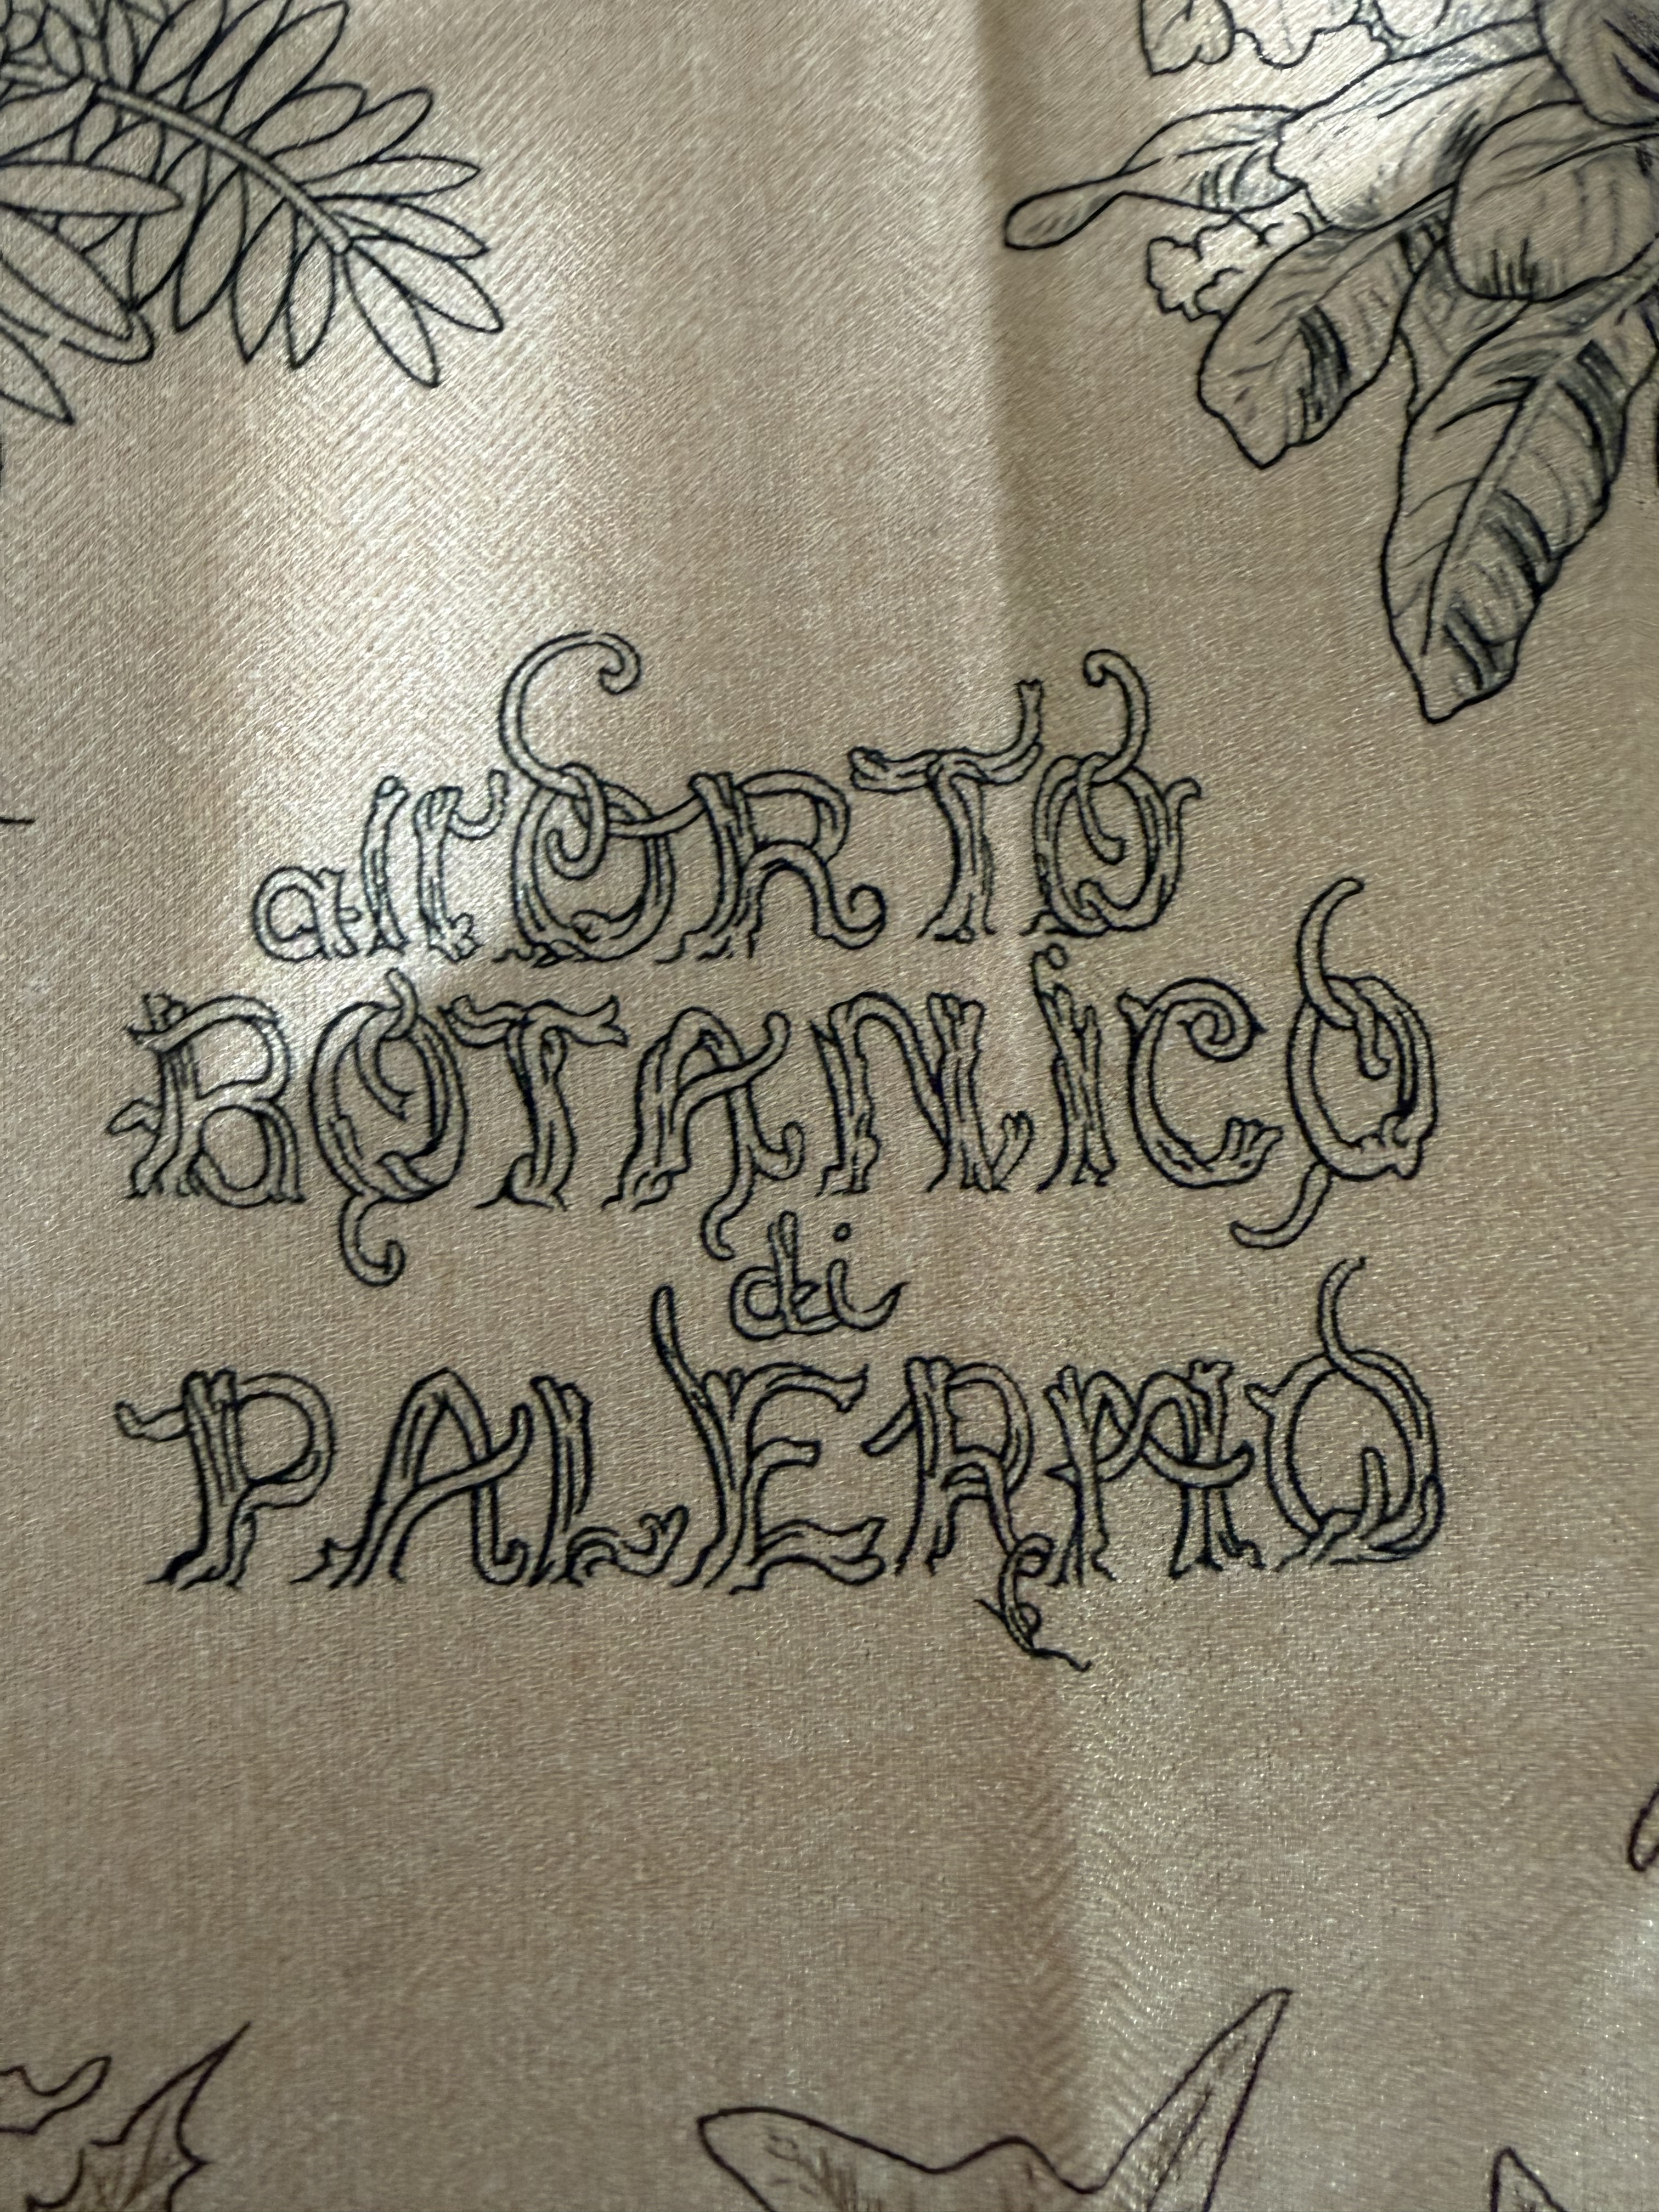 all'ORTO
BOTANiCO
di
PALERMO